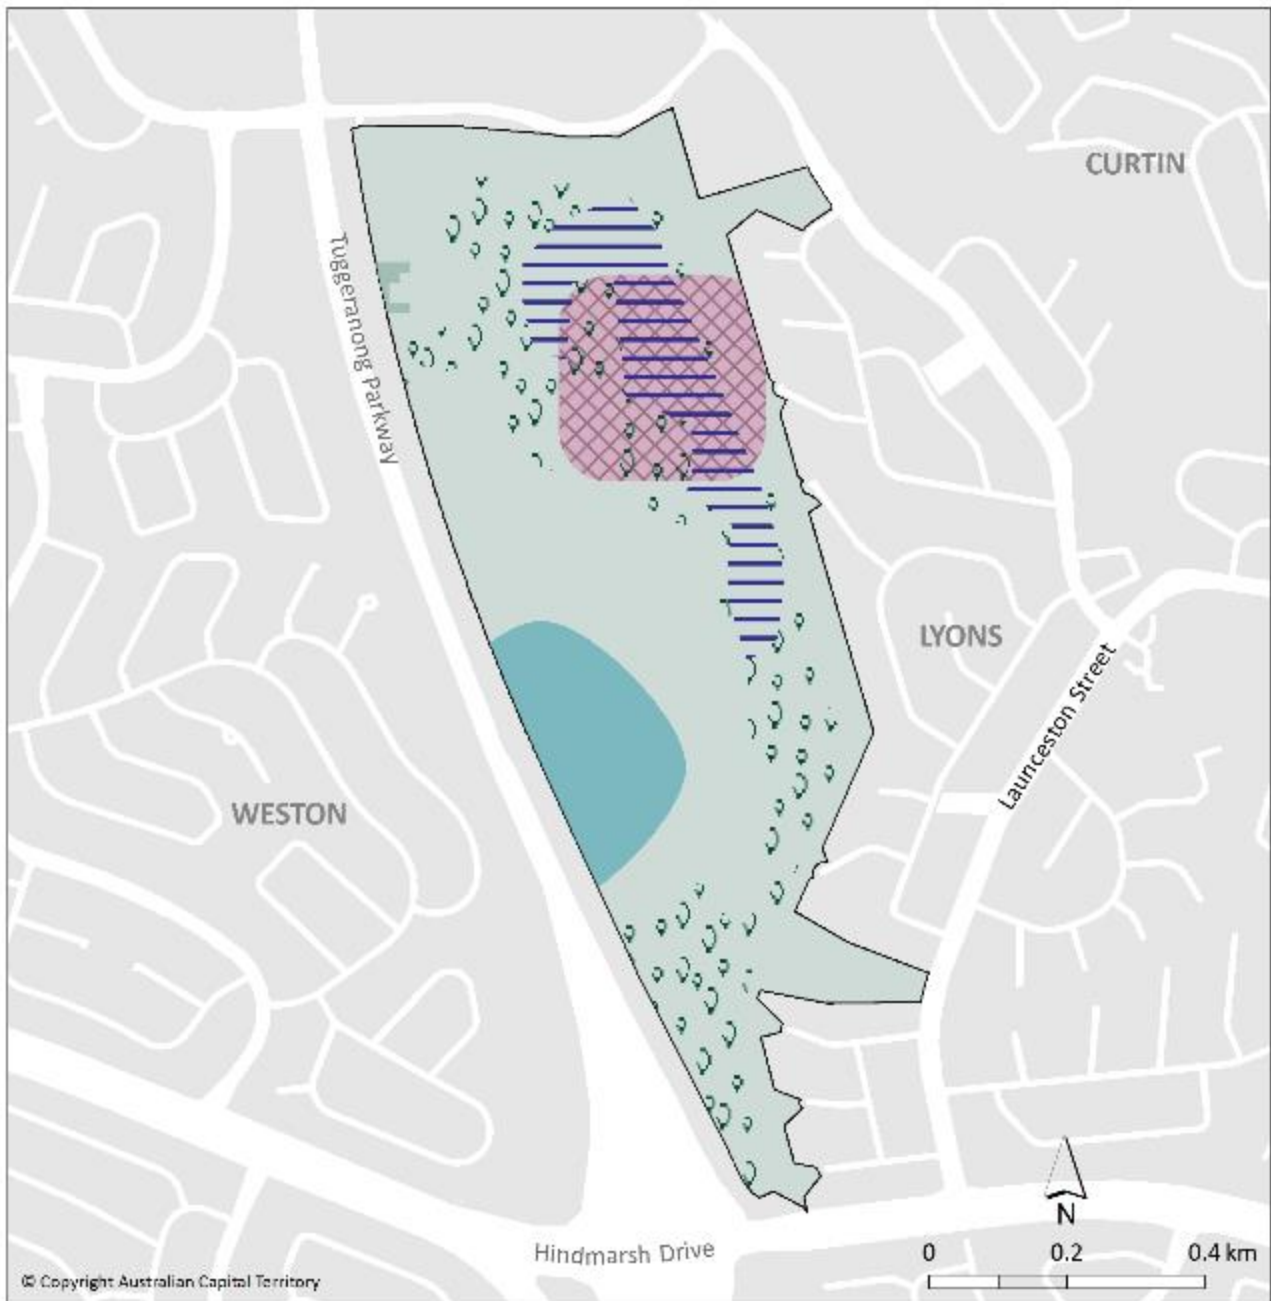 CURTIN
Tuggeranong Parkway
LYONS
Launceston Street
WESTON
N
Hindmarsh Drive
0 0.2 0.4 km
© Copyright Australian Capital Territory